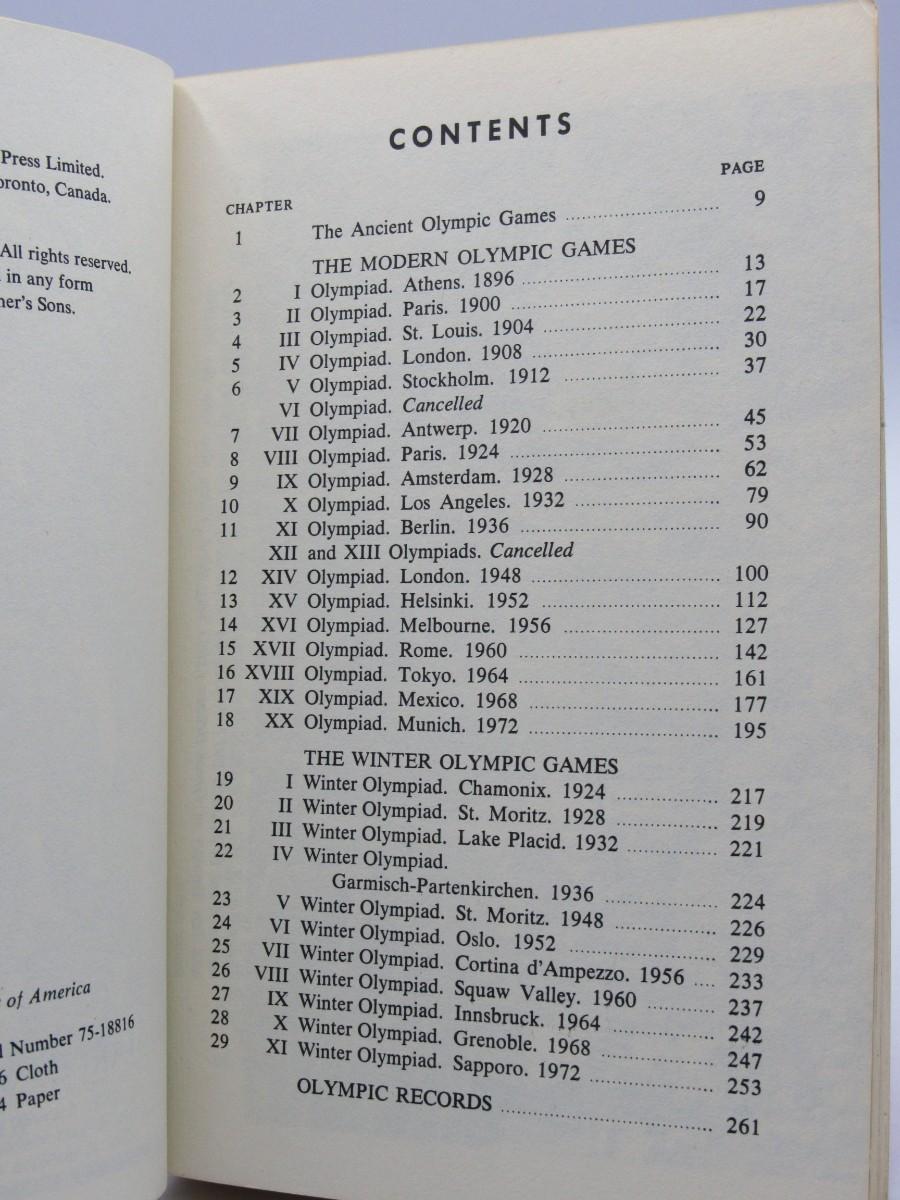 Press Limited.
oronto, Canada.
All rights reserved.
in any form
ner's Sons.
of America
Number 75-18816
6 Cloth
4 Paper
CONTENTS
CHAPTER PAGE
1 The Ancient Olympic Games 9
THE MODERN OLYMPIC GAMES
2 I Olympiad. Athens. 1896 13
3 II Olympiad. Paris. 1900 17
4 III Olympiad. St. Louis. 1904 22
5 IV Olympiad. London. 1908 30
6 V Olympiad. Stockholm. 1912 37
VI Olympiad. Cancelled
7 VII Olympiad. Antwerp. 1920 45
8 VIII Olympiad. Paris. 1924 53
9 IX Olympiad. Amsterdam. 1928 62
10 X Olympiad. Los Angeles. 1932 79
11 XI Olympiad. Berlin. 1936 90
XII and XIII Olympiads. Cancelled
12 XIV Olympiad. London. 1948 100
13 XV Olympiad. Helsinki. 1952 112
14 XVI Olympiad. Melbourne. 1956 127
15 XVII Olympiad. Rome. 1960 142
16 XVIII Olympiad. Tokyo. 1964 161
17 XIX Olympiad. Mexico. 1968 177
18 XX Olympiad. Munich. 1972 195
THE WINTER OLYMPIC GAMES
19 I Winter Olympiad. Chamonix. 1924 217
20 II Winter Olympiad. St. Moritz. 1928 219
21 III Winter Olympiad. Lake Placid. 1932 221
22 IV Winter Olympiad.
Garmisch-Partenkirchen. 1936 224
23 V Winter Olympiad. St. Moritz. 1948 226
24 VI Winter Olympiad. Oslo. 1952 229
25 VII Winter Olympiad. Cortina d'Ampezzo. 1956 233
26 VIII Winter Olympiad. Squaw Valley. 1960 237
27 IX Winter Olympiad. Innsbruck. 1964 242
28 X Winter Olympiad. Grenoble. 1968 247
29 XI Winter Olympiad. Sapporo. 1972 253
OLYMPIC RECORDS 261